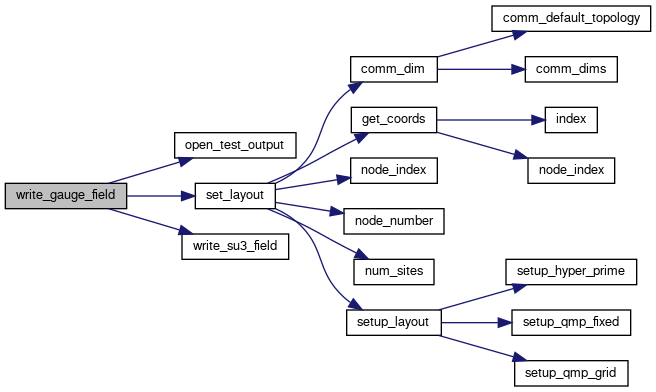 write_gauge_field
open_test_output
set_layout
write_su3_field
comm_dim
get_coords
node_index
node_number
num_sites
setup_layout
comm_default_topology
comm_dims
index
node_index
setup_hyper_prime
setup_qmp_fixed
setup_qmp_grid